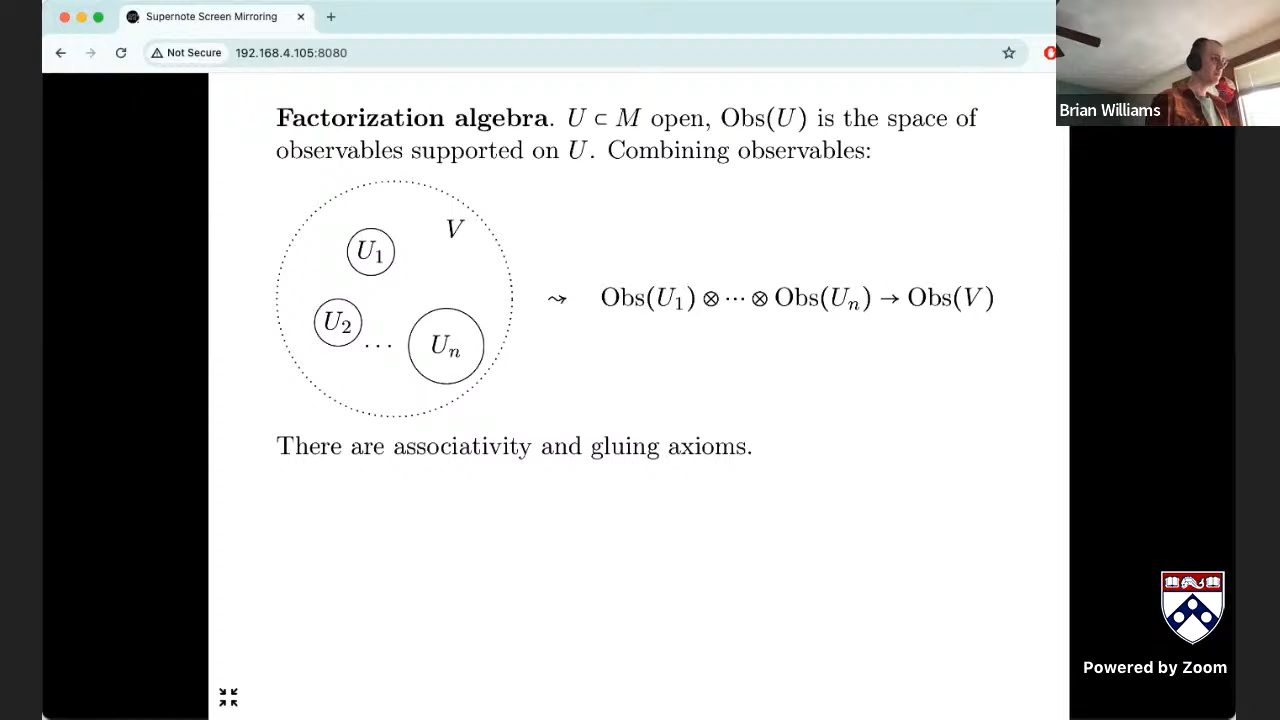 Supernote Screen Mirroring
Not Secure 192.168.4.105:8080
Brian Williams
Factorization algebra. U ⊂ M open, Obs(U) is the space of
observables supported on U. Combining observables:
V
U₁
U₂
⋯
Uₙ
⇝ Obs(U₁) ⊗ ⋯ ⊗ Obs(Uₙ) → Obs(V)
There are associativity and gluing axioms.
Powered by Zoom